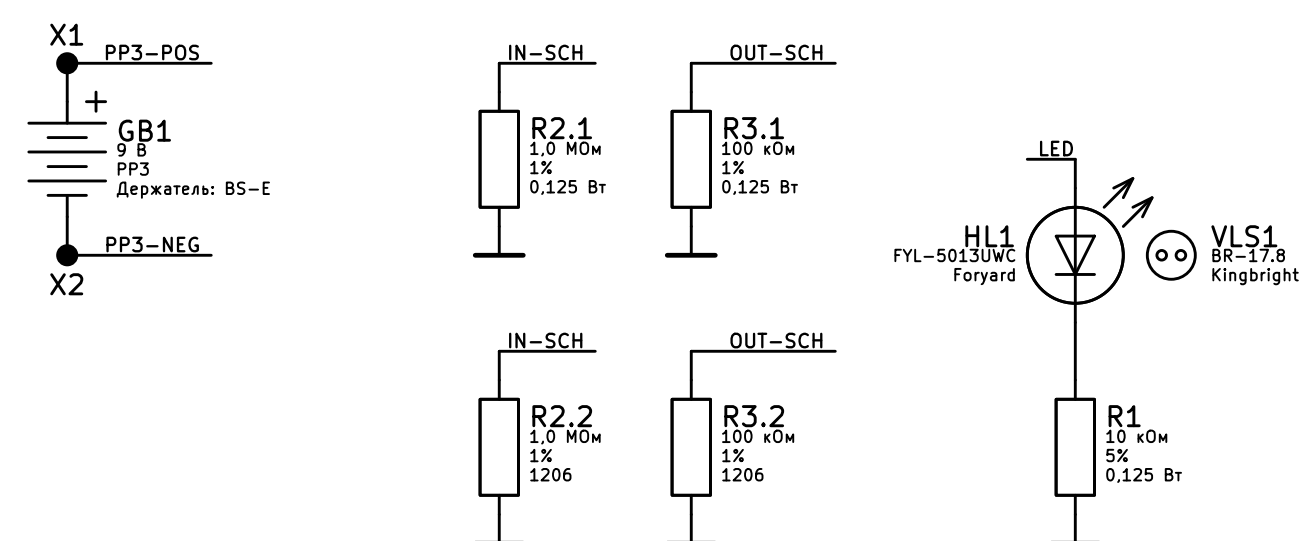 X1
PP3-POS
+
GB1
9 В
PP3
Держатель: BS-E
PP3-NEG
X2
IN-SCH
R2.1
1,0 МОм
1%
0,125 Вт
OUT-SCH
R3.1
100 кОм
1%
0,125 Вт
LED
HL1
FYL-5013UWC
Foryard
VLS1
BR-17.8
Kingbright
IN-SCH
R2.2
1,0 МОм
1%
1206
OUT-SCH
R3.2
100 кОм
1%
1206
R1
10 кОм
5%
0,125 Вт